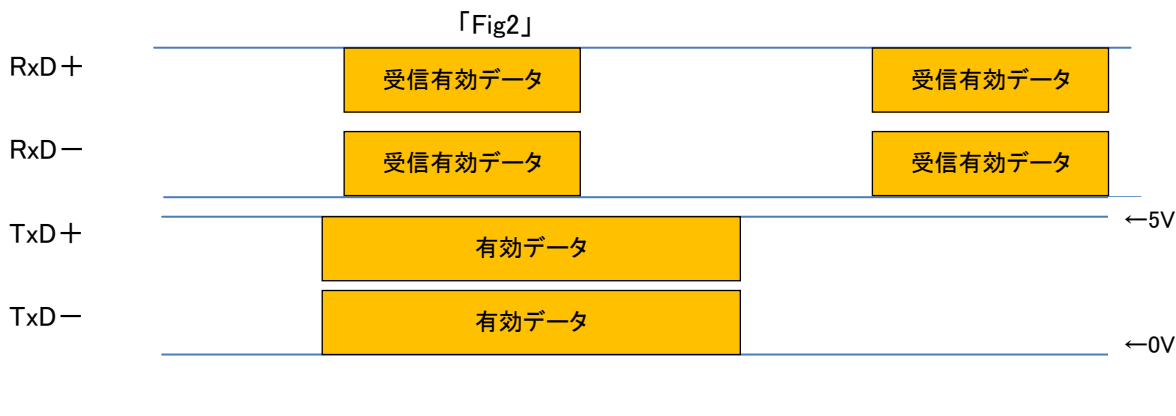 「Fig2」
RxD＋ 受信有効データ 受信有効データ
RxD－ 受信有効データ 受信有効データ
TxD＋ 有効データ ←5V
TxD－ 有効データ ←0V